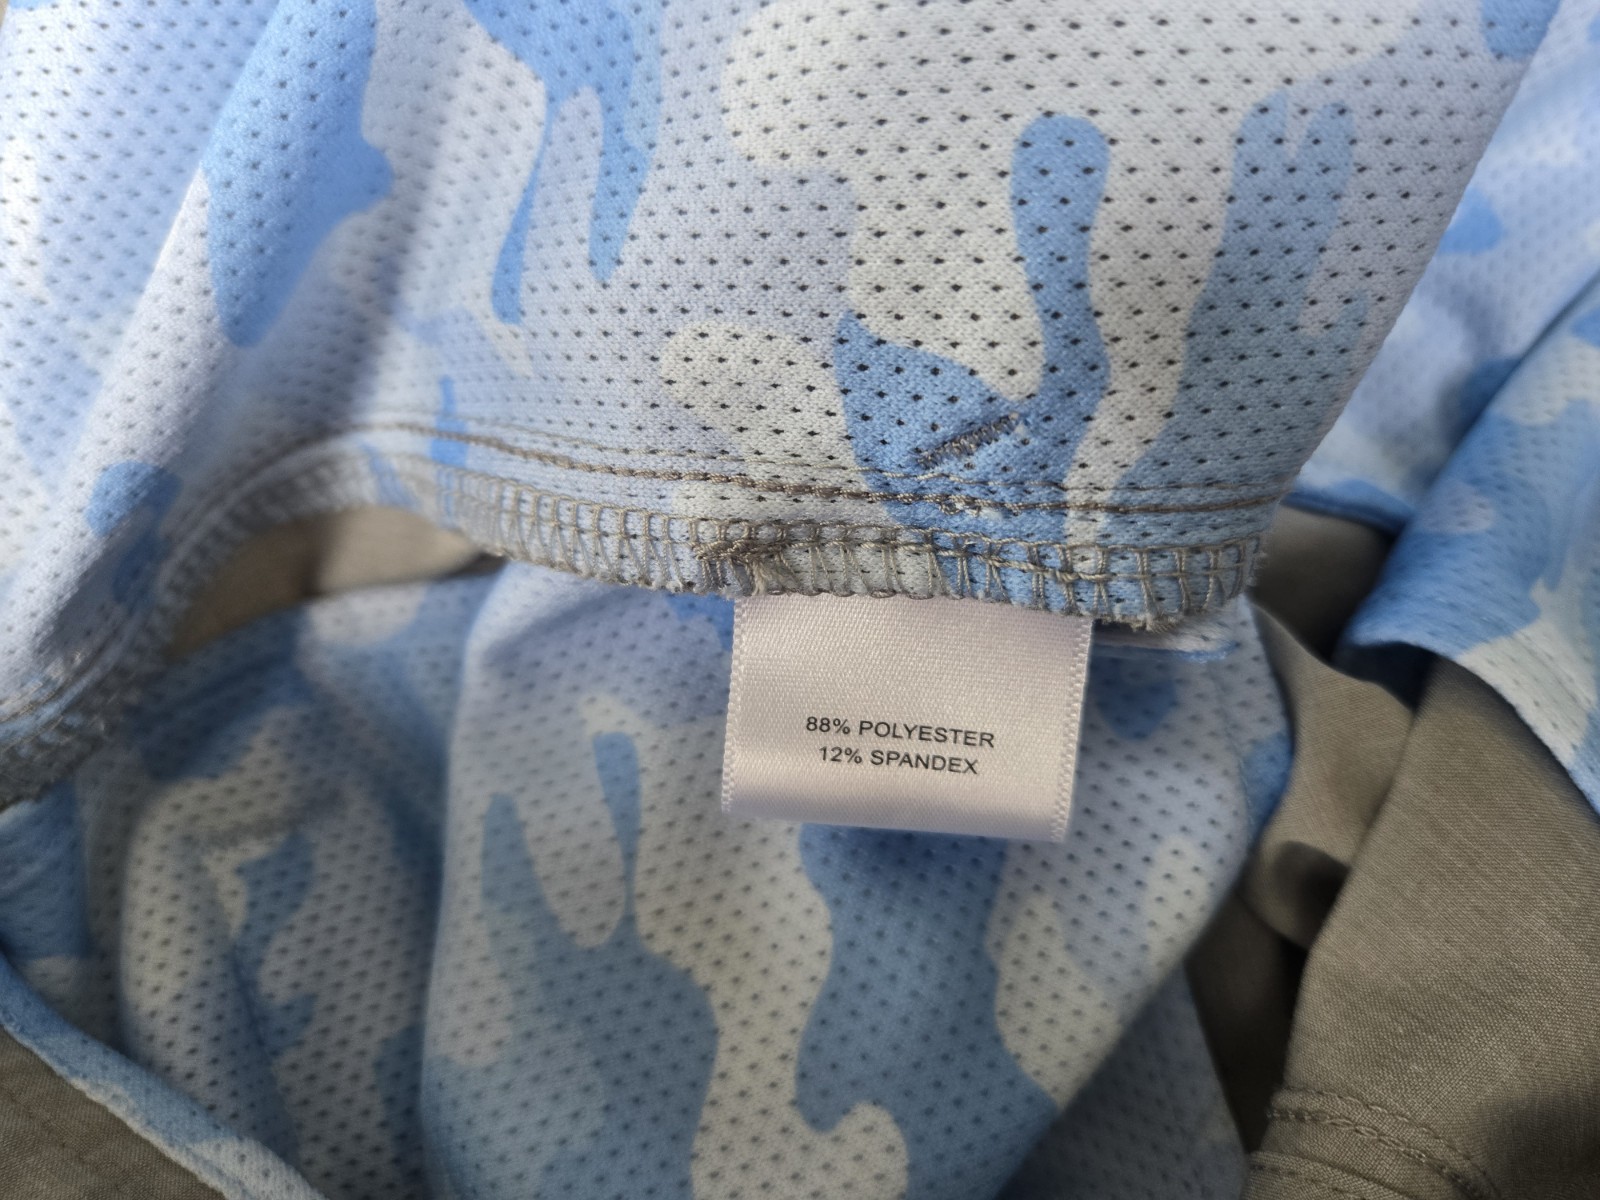 88% POLYESTER
12% SPANDEX